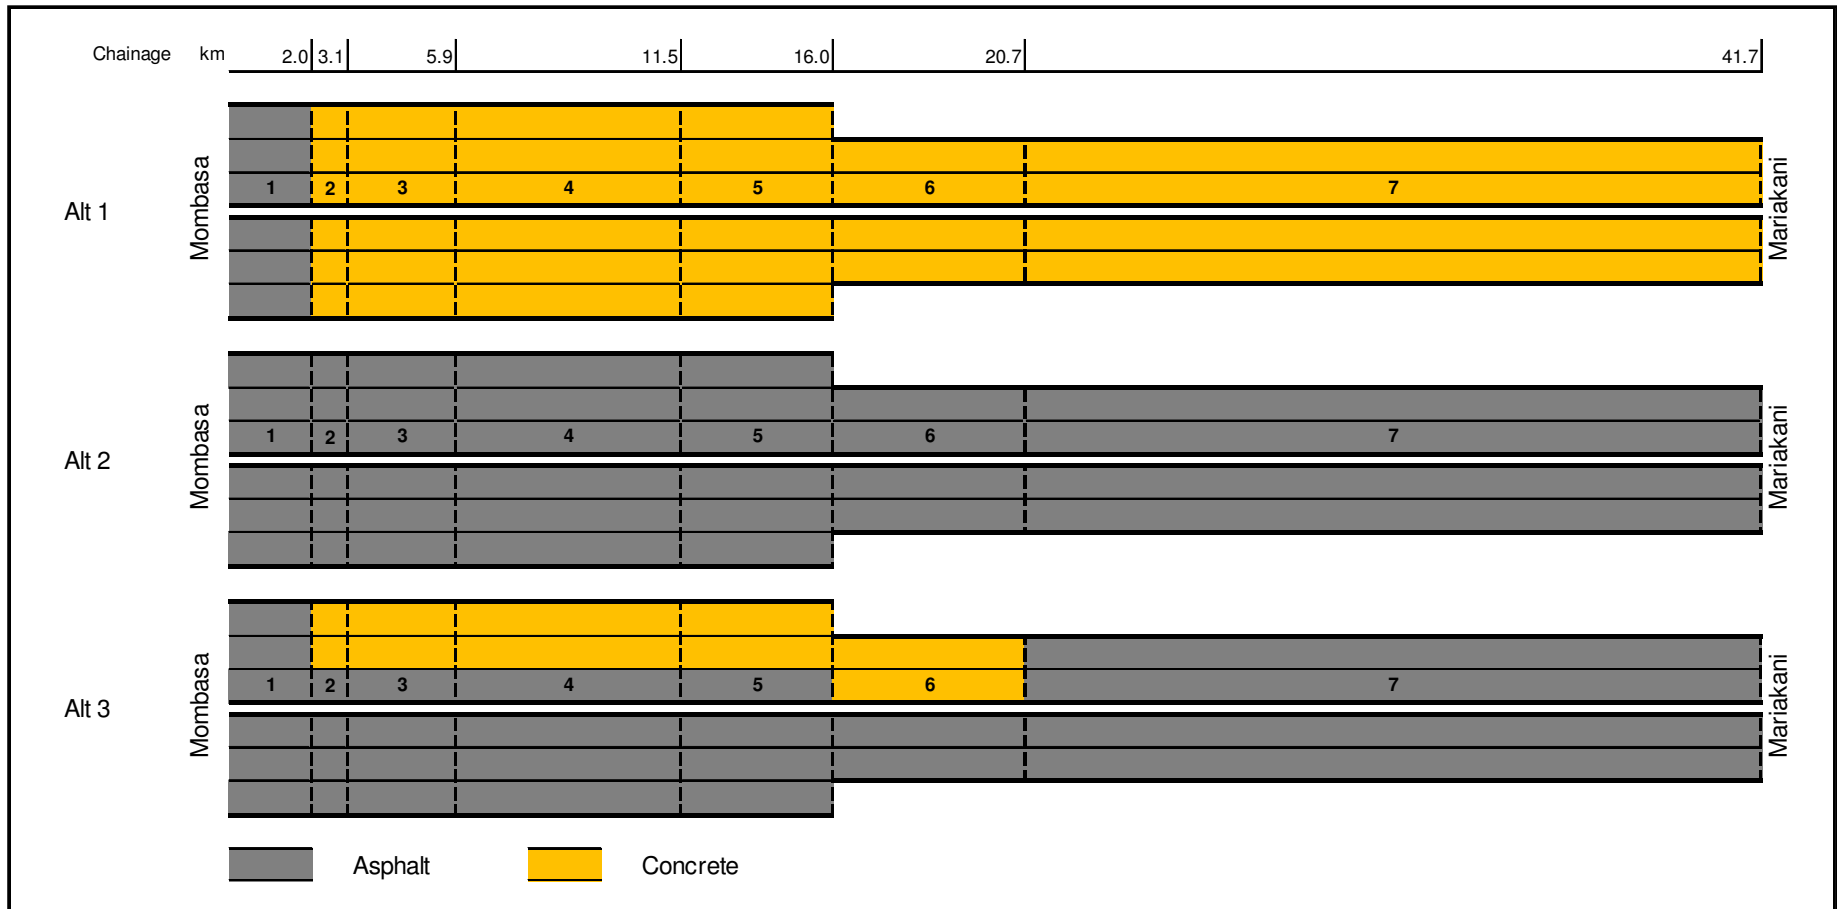 Chainage km 2.0 3.1 5.9 11.5 16.0 20.7 41.7
Alt 1
Mombasa
1 2 3 4 5 6 7
Mariakani
Alt 2
Mombasa
1 2 3 4 5 6 7
Mariakani
Alt 3
Mombasa
1 2 3 4 5 6 7
Mariakani
Asphalt Concrete